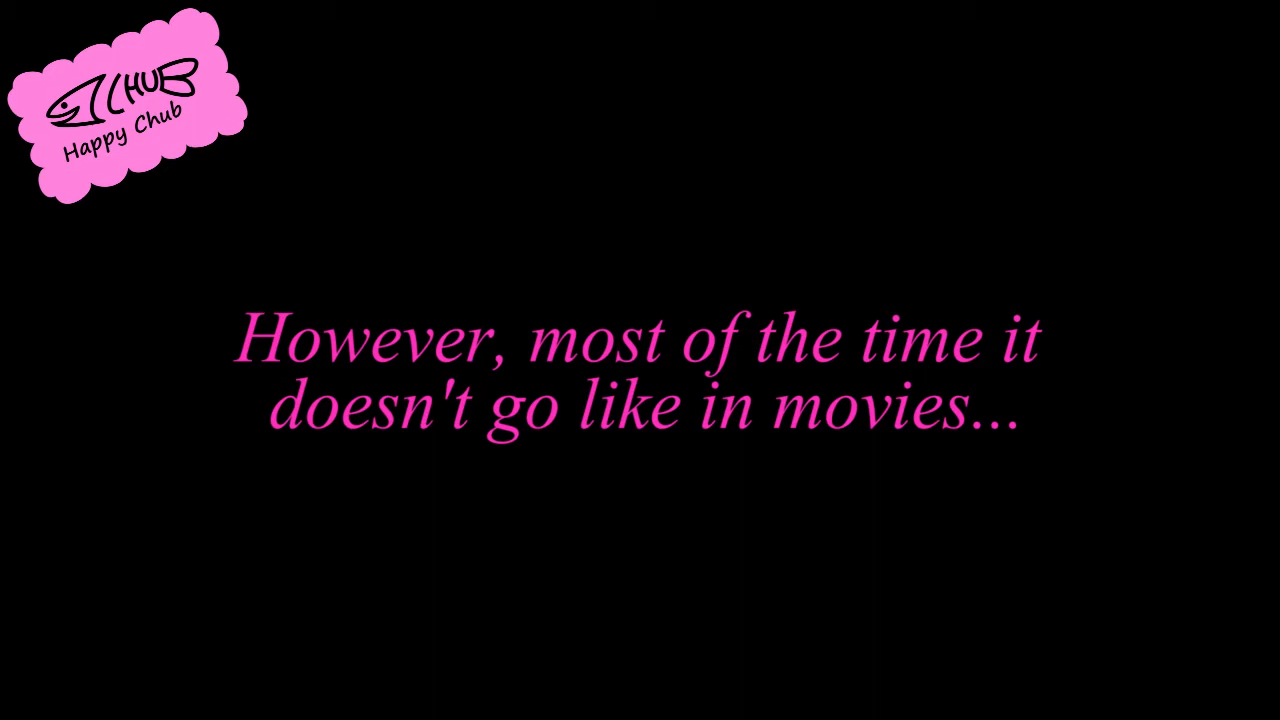 CHUB
Happy Chub
However, most of the time it
doesn't go like in movies...